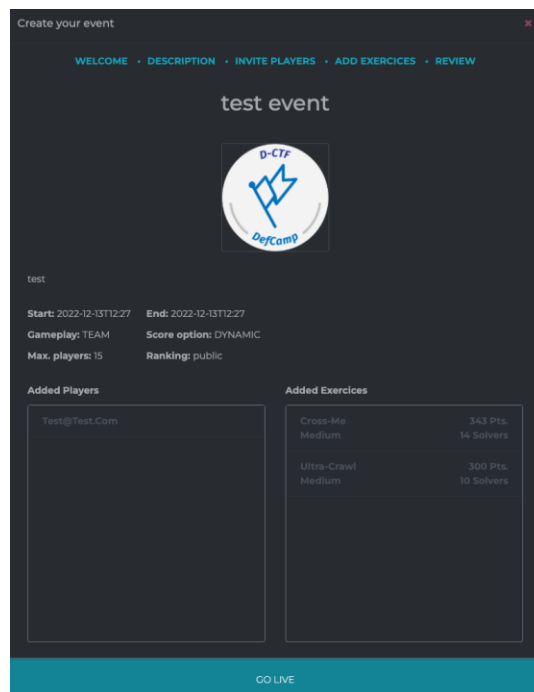 Create your event
WELCOME • DESCRIPTION • INVITE PLAYERS • ADD EXERCICES • REVIEW
test event
D-CTF
DefCamp
test
Start: 2022-12-13T12:27 End: 2022-12-13T12:27
Gameplay: TEAM Score option: DYNAMIC
Max. players: 15 Ranking: public
Added Players
Test@Test.Com
Added Exercices
Cross-Me 343 Pts.
Medium 14 Solvers
Ultra-Crawl 300 Pts.
Medium 10 Solvers
GO LIVE